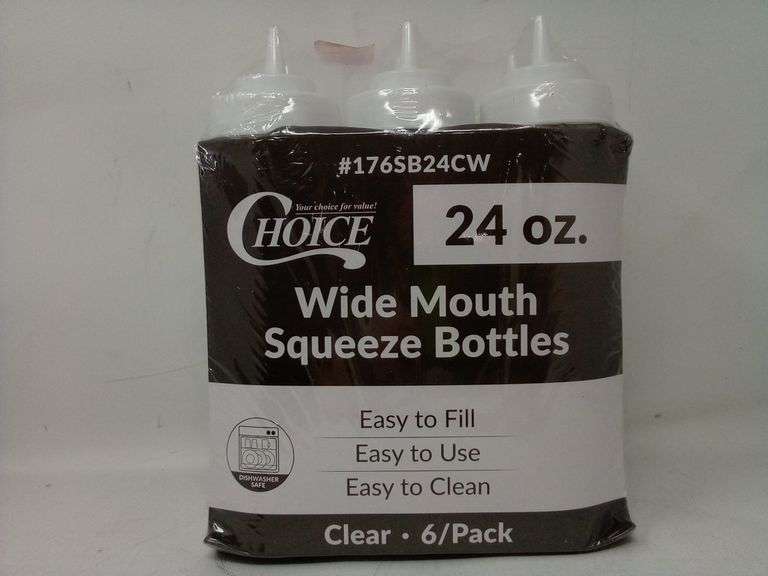 #176SB24CW
Your choice for value!
CHOICE
24 oz.
Wide Mouth
Squeeze Bottles
Easy to Fill
Easy to Use
Easy to Clean
DISHWASHER
SAFE
Clear • 6/Pack